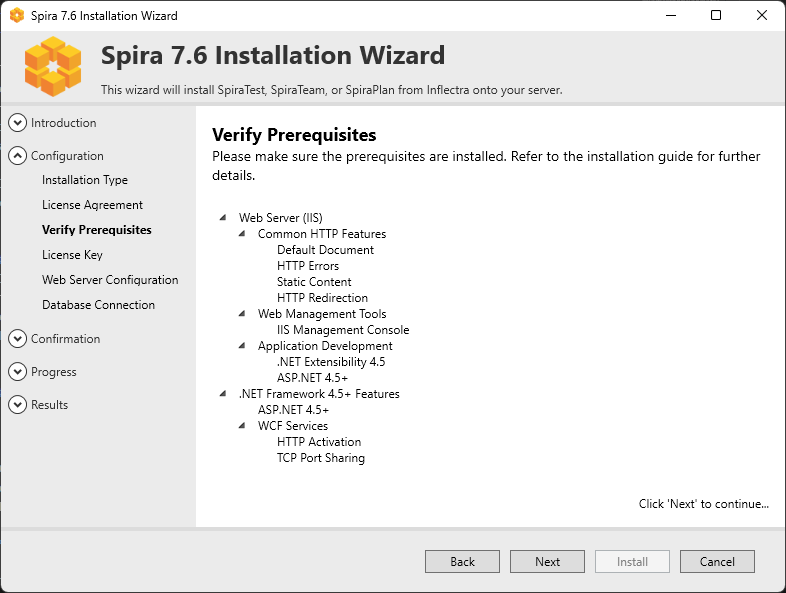 Spira 7.6 Installation Wizard
Spira 7.6 Installation Wizard
This wizard will install SpiraTest, SpiraTeam, or SpiraPlan from Inflectra onto your server.
Introduction
Configuration
Installation Type
License Agreement
Verify Prerequisites
License Key
Web Server Configuration
Database Connection
Confirmation
Progress
Results
Verify Prerequisites
Please make sure the prerequisites are installed. Refer to the installation guide for further
details.
Web Server (IIS)
Common HTTP Features
Default Document
HTTP Errors
Static Content
HTTP Redirection
Web Management Tools
IIS Management Console
Application Development
.NET Extensibility 4.5
ASP.NET 4.5+
.NET Framework 4.5+ Features
ASP.NET 4.5+
WCF Services
HTTP Activation
TCP Port Sharing
Click 'Next' to continue...
Back
Next
Install
Cancel